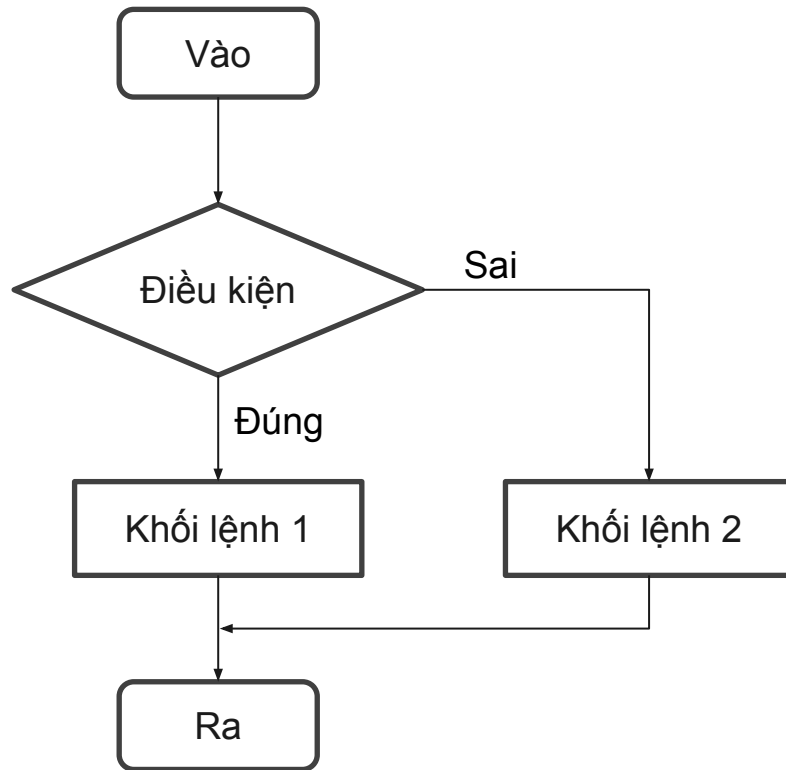 Vào
Điều kiện
Sai
Đúng
Khối lệnh 1
Khối lệnh 2
Ra